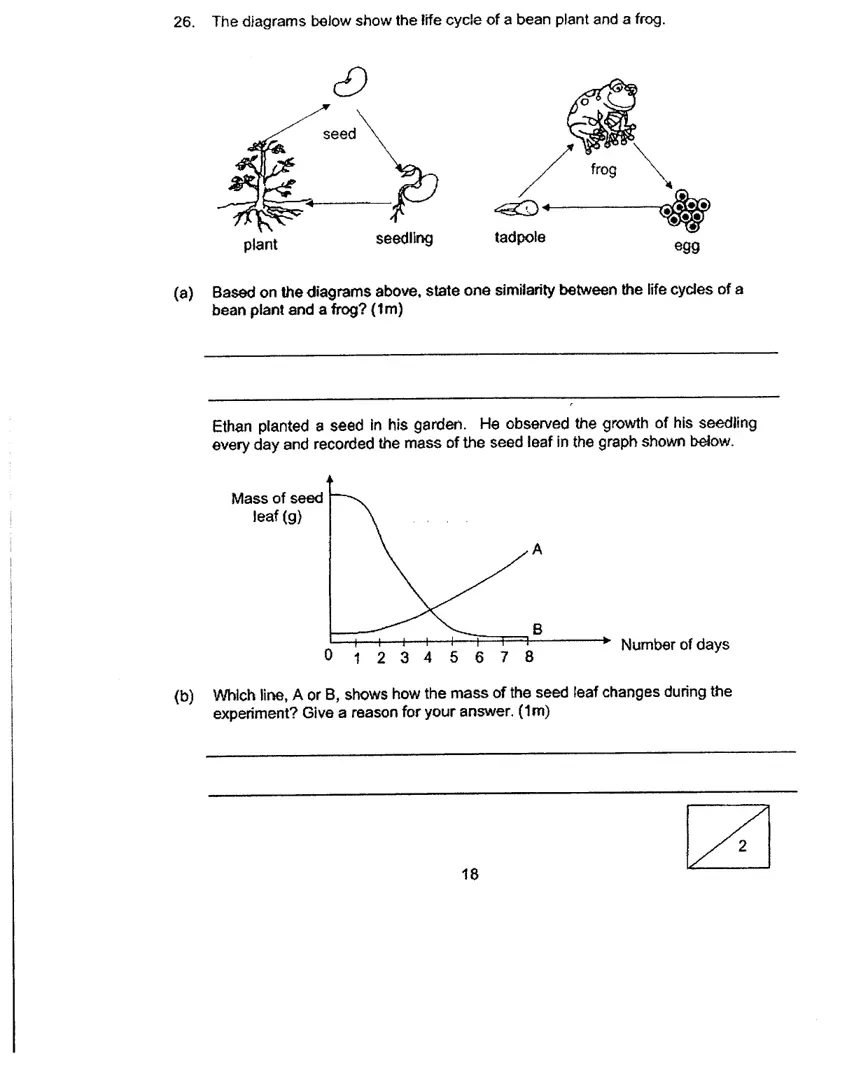 26. The diagrams below show the life cycle of a bean plant and a frog.
seed
plant
seedling
frog
tadpole
egg
(a) Based on the diagrams above, state one similarity between the life cycles of a
bean plant and a frog? (1m)
Ethan planted a seed in his garden. He observed the growth of his seedling
every day and recorded the mass of the seed leaf in the graph shown below.
Mass of seed
leaf (g)
A
B
Number of days
0 1 2 3 4 5 6 7 8
(b) Which line, A or B, shows how the mass of the seed leaf changes during the
experiment? Give a reason for your answer. (1m)
2
18